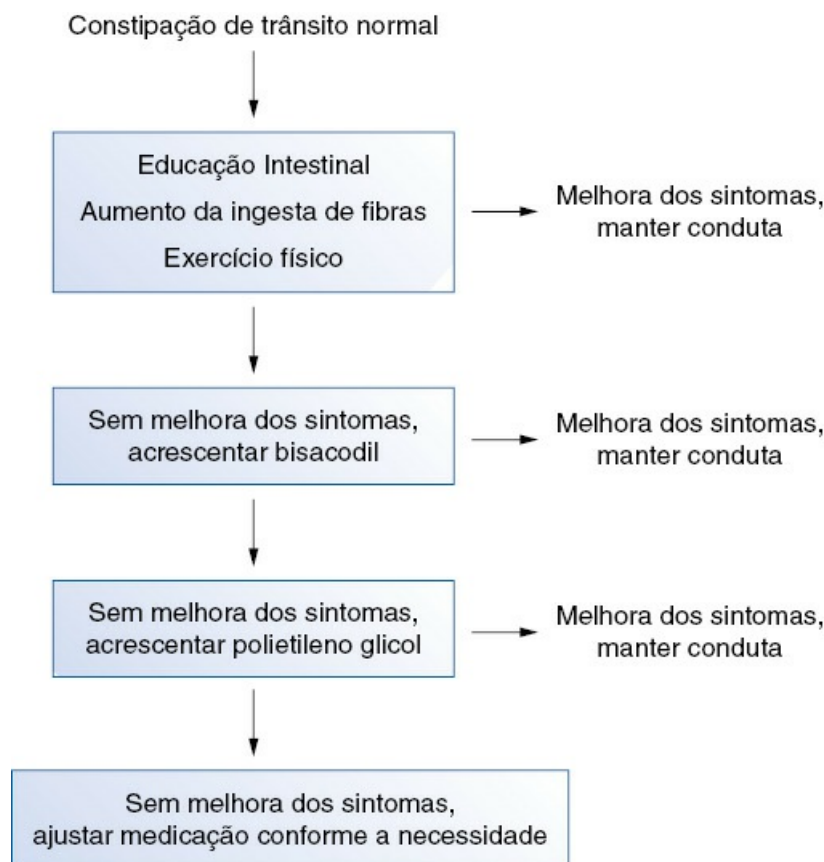 Constipação de trânsito normal
Educação Intestinal
Aumento da ingesta de fibras
Exercício físico
Melhora dos sintomas,
manter conduta
Sem melhora dos sintomas,
acrescentar bisacodil
Melhora dos sintomas,
manter conduta
Sem melhora dos sintomas,
acrescentar polietileno glicol
Melhora dos sintomas,
manter conduta
Sem melhora dos sintomas,
ajustar medicação conforme a necessidade